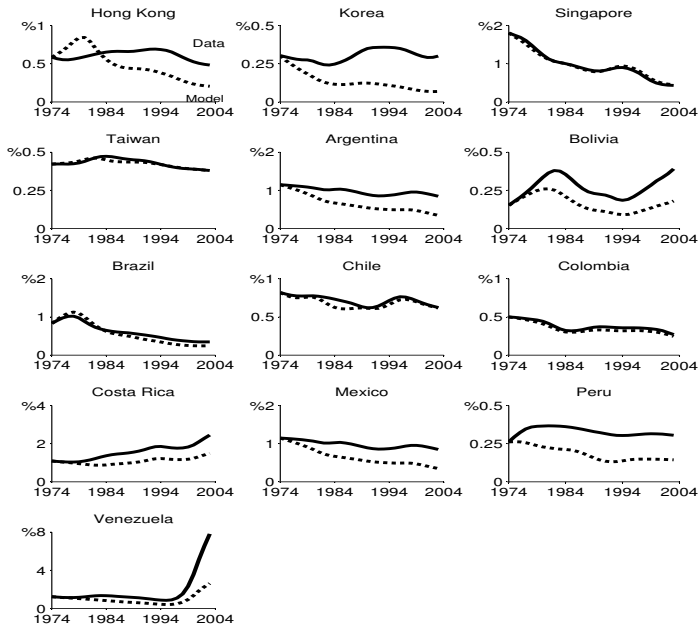 Hong Kong
%1
0.5
0
Data
Model
1974 1984 1994 2004
Korea
%0.5
0.25
0
1974 1984 1994 2004
Singapore
%2
1
0
1974 1984 1994 2004
Taiwan
%0.5
0.25
0
1974 1984 1994 2004
Argentina
%2
1
0
1974 1984 1994 2004
Bolivia
%0.5
0.25
0
1974 1984 1994 2004
Brazil
%2
1
0
1974 1984 1994 2004
Chile
%1
0.5
0
1974 1984 1994 2004
Colombia
%1
0.5
0
1974 1984 1994 2004
Costa Rica
%4
2
0
1974 1984 1994 2004
Mexico
%2
1
0
1974 1984 1994 2004
Peru
%0.5
0.25
0
1974 1984 1994 2004
Venezuela
%8
4
0
1974 1984 1994 2004